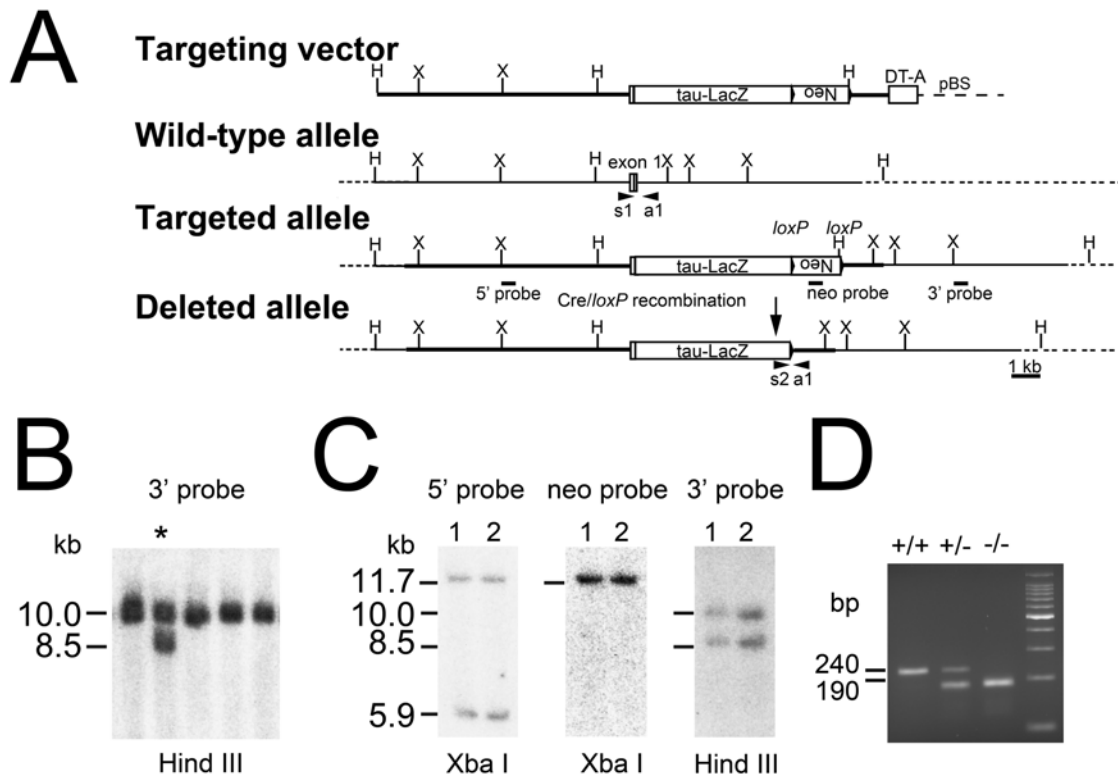 A
Targeting vector
H X X H H DT-A pBS
tau-LacZ Neo
Wild-type allele
H X X H exon 1 X X X H
s1 a1
Targeted allele
loxP loxP
H X X H H X X X H
tau-LacZ Neo
5' probe neo probe 3' probe
Deleted allele
Cre/loxP recombination
H X X H X X X H
tau-LacZ
s2 a1
1 kb
B
3' probe
kb *
10.0
8.5
Hind III
C
5' probe neo probe 3' probe
1 2 1 2 1 2
kb
11.7
10.0
8.5
5.9
Xba I Xba I Hind III
D
+/+ +/- -/-
bp
240
190